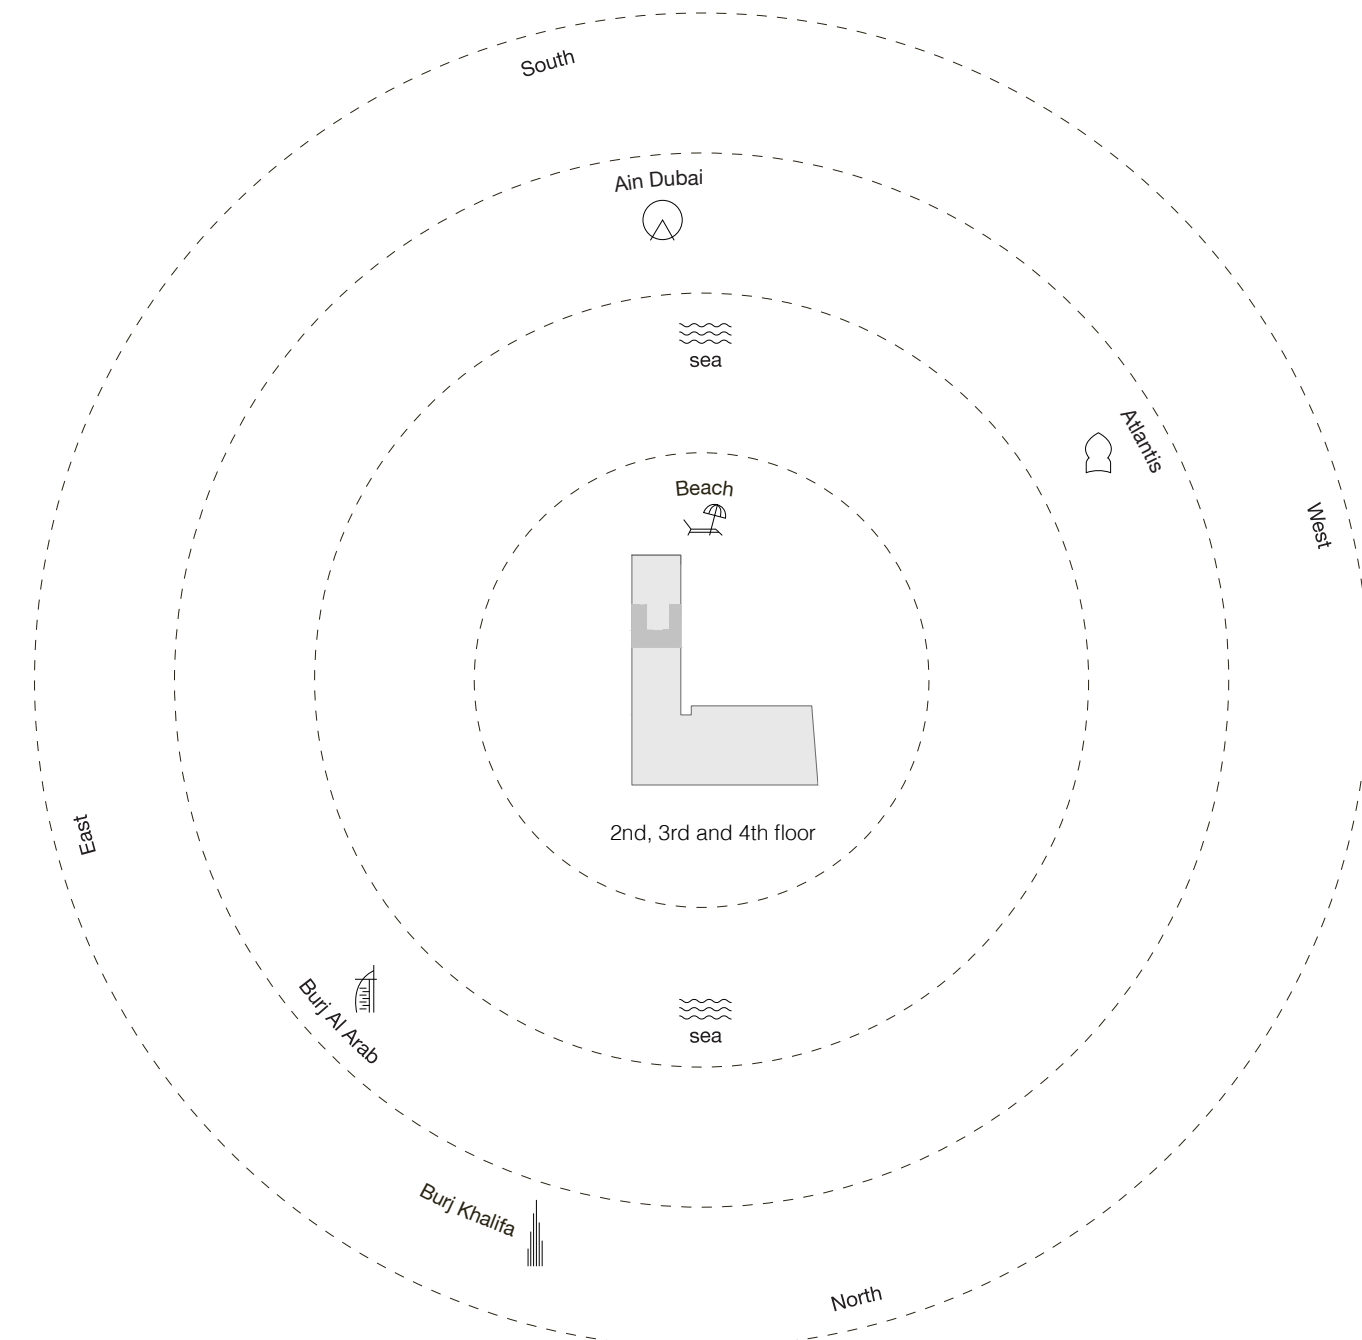 South
Ain Dubai
sea
Atlantis
Beach
West
East
2nd, 3rd and 4th floor
Burj Al Arab
sea
Burj Khalifa
North